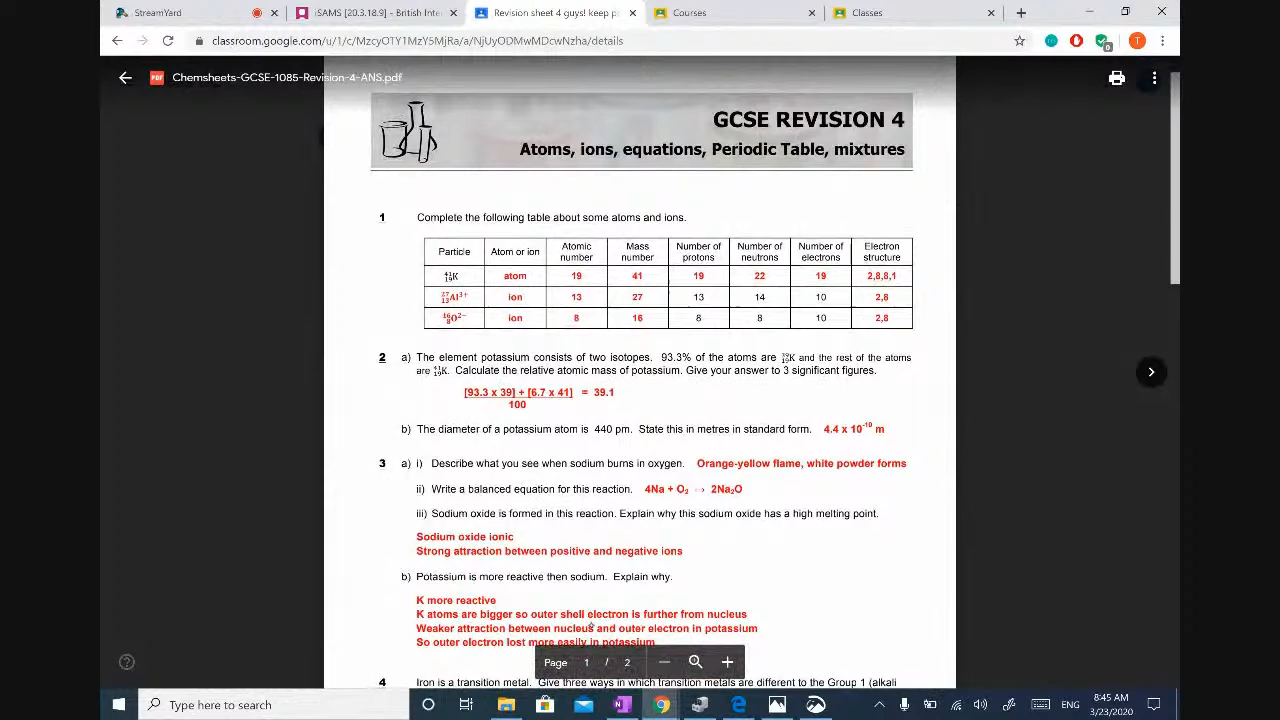 StreamYard
iSAMS [20.3.18.9] - British Inter
Revision sheet 4 guys! keep p
Courses
Classes
classroom.google.com/u/1/c/MzcyOTY1MzY5MjRa/a/NjUyODMwMDcwNzha/details
T
PDF
Chemsheets-GCSE-1085-Revision-4-ANS.pdf
GCSE REVISION 4
Atoms, ions, equations, Periodic Table, mixtures
1 Complete the following table about some atoms and ions.
Particle Atom or ion Atomic number Mass number Number of protons Number of neutrons Number of electrons Electron structure
⁴¹₁₉K atom 19 41 19 22 19 2,8,8,1
²⁷₁₃Al³⁺ ion 13 27 13 14 10 2,8
¹⁶₈O²⁻ ion 8 16 8 8 10 2,8
2 a) The element potassium consists of two isotopes. 93.3% of the atoms are ³⁹₁₉K and the rest of the atoms
are ⁴¹₁₉K. Calculate the relative atomic mass of potassium. Give your answer to 3 significant figures.
[93.3 x 39] + [6.7 x 41] = 39.1
100
b) The diameter of a potassium atom is 440 pm. State this in metres in standard form. 4.4 x 10⁻¹⁰ m
3 a) i) Describe what you see when sodium burns in oxygen. Orange-yellow flame, white powder forms
ii) Write a balanced equation for this reaction. 4Na + O₂ → 2Na₂O
iii) Sodium oxide is formed in this reaction. Explain why this sodium oxide has a high melting point.
Sodium oxide ionic
Strong attraction between positive and negative ions
b) Potassium is more reactive then sodium. Explain why.
K more reactive
K atoms are bigger so outer shell electron is further from nucleus
Weaker attraction between nucleus and outer electron in potassium
So outer electron lost more easily in potassium
Page 1 / 2
4 Iron is a transition metal. Give three ways in which transition metals are different to the Group 1 (alkali
Type here to search
8:45 AM
3/23/2020